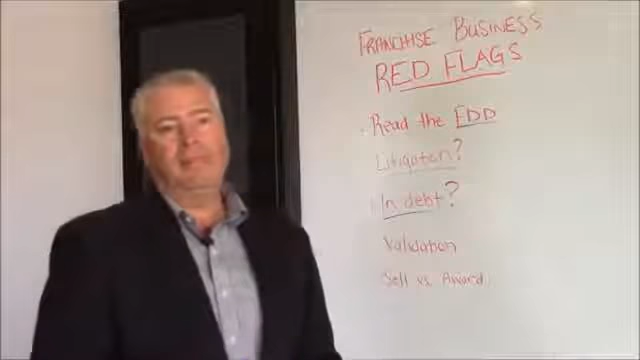 FRANCHISE BUSINESS
RED FLAGS
Read the FDD
Litigation?
In debt?
Validation
Sell vs. Award